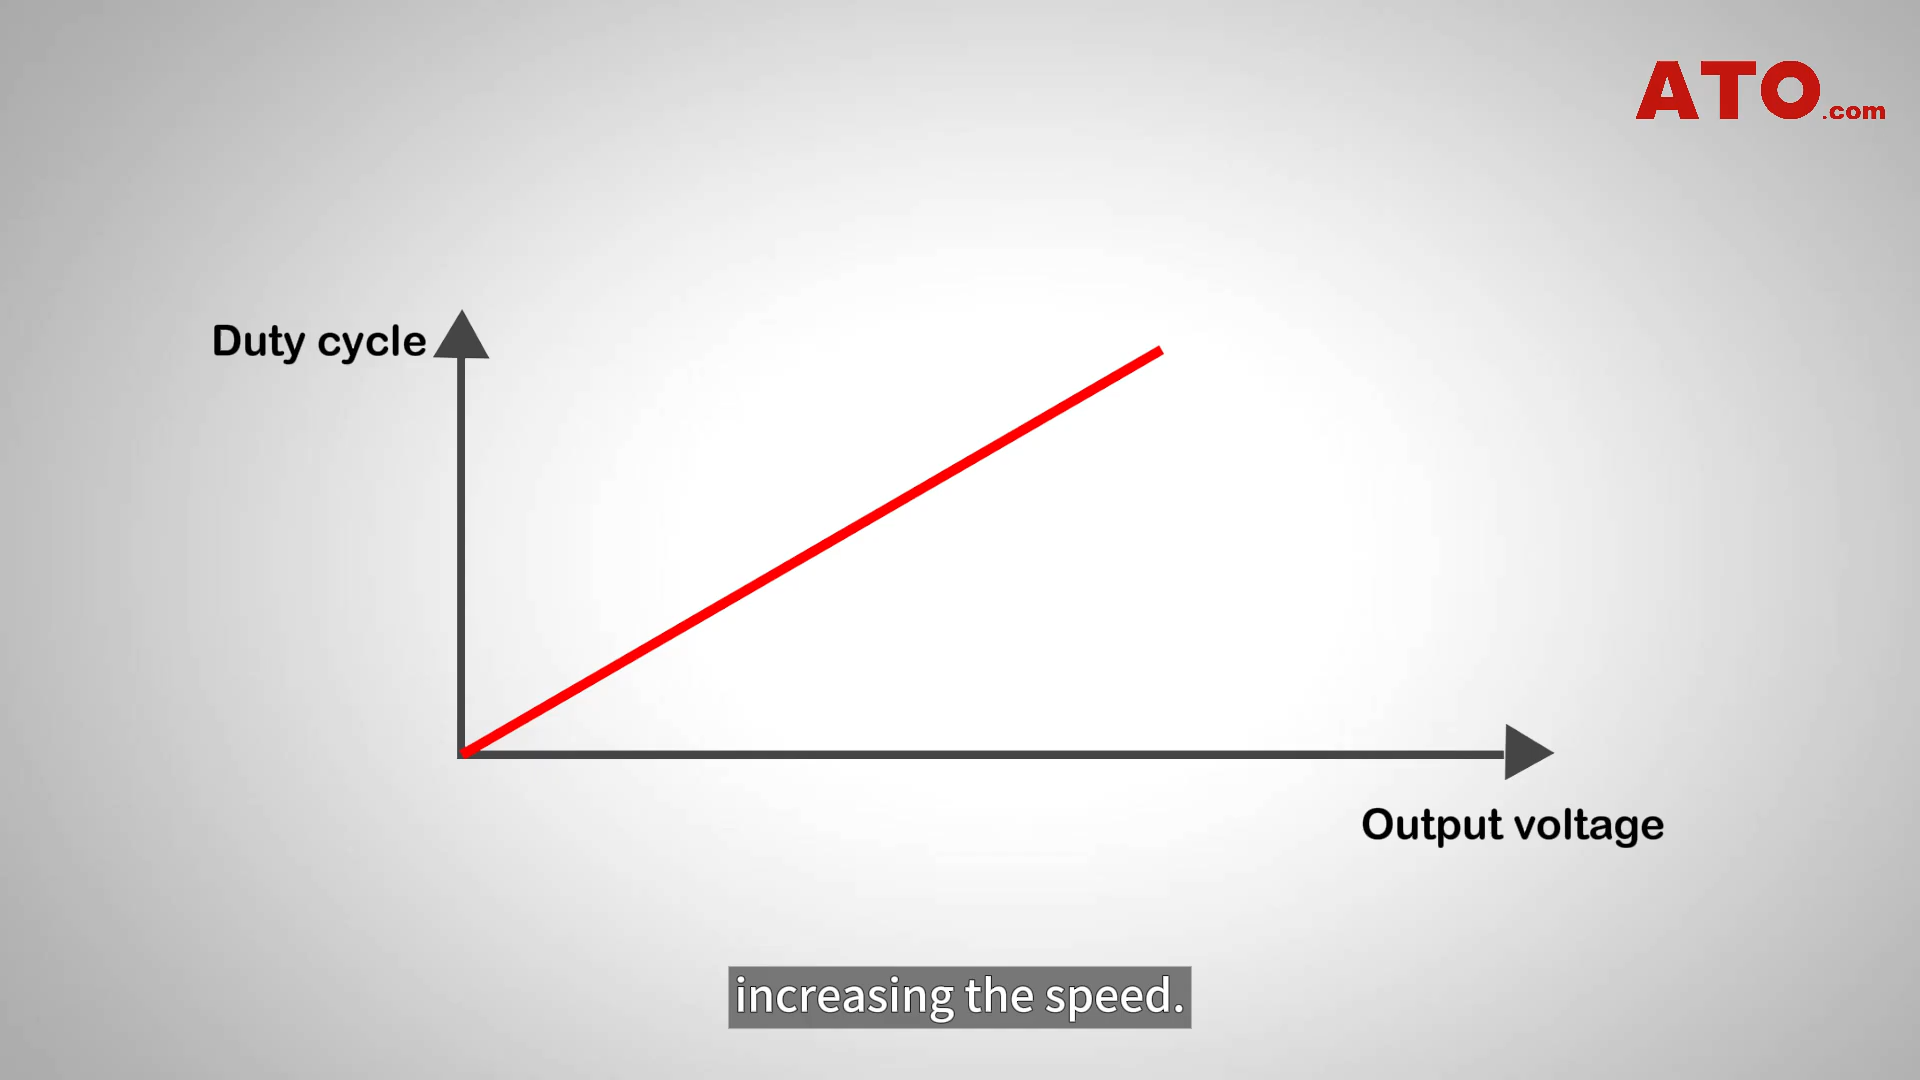 ATO.com
Duty cycle
Output voltage
increasing the speed.